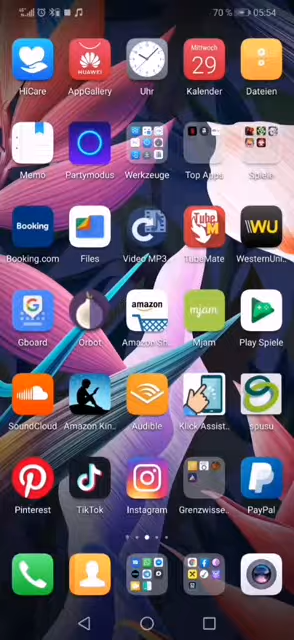 70 % 05:54
HUAWEI
Mittwoch
29
HiCare AppGallery Uhr Kalender Dateien
Memo Partymodus Werkzeuge Top Apps Spiele
Booking
Tube
M
WU
Booking.com Files Video MP3 TubeMate WesternUni...
G
amazon
mjam
Gboard Orbot Amazon Sh... Mjam Play Spiele
SoundCloud Amazon Kin... Audible Klick Assist... spusu
Pinterest TikTok Instagram Grenzwisse... PayPal